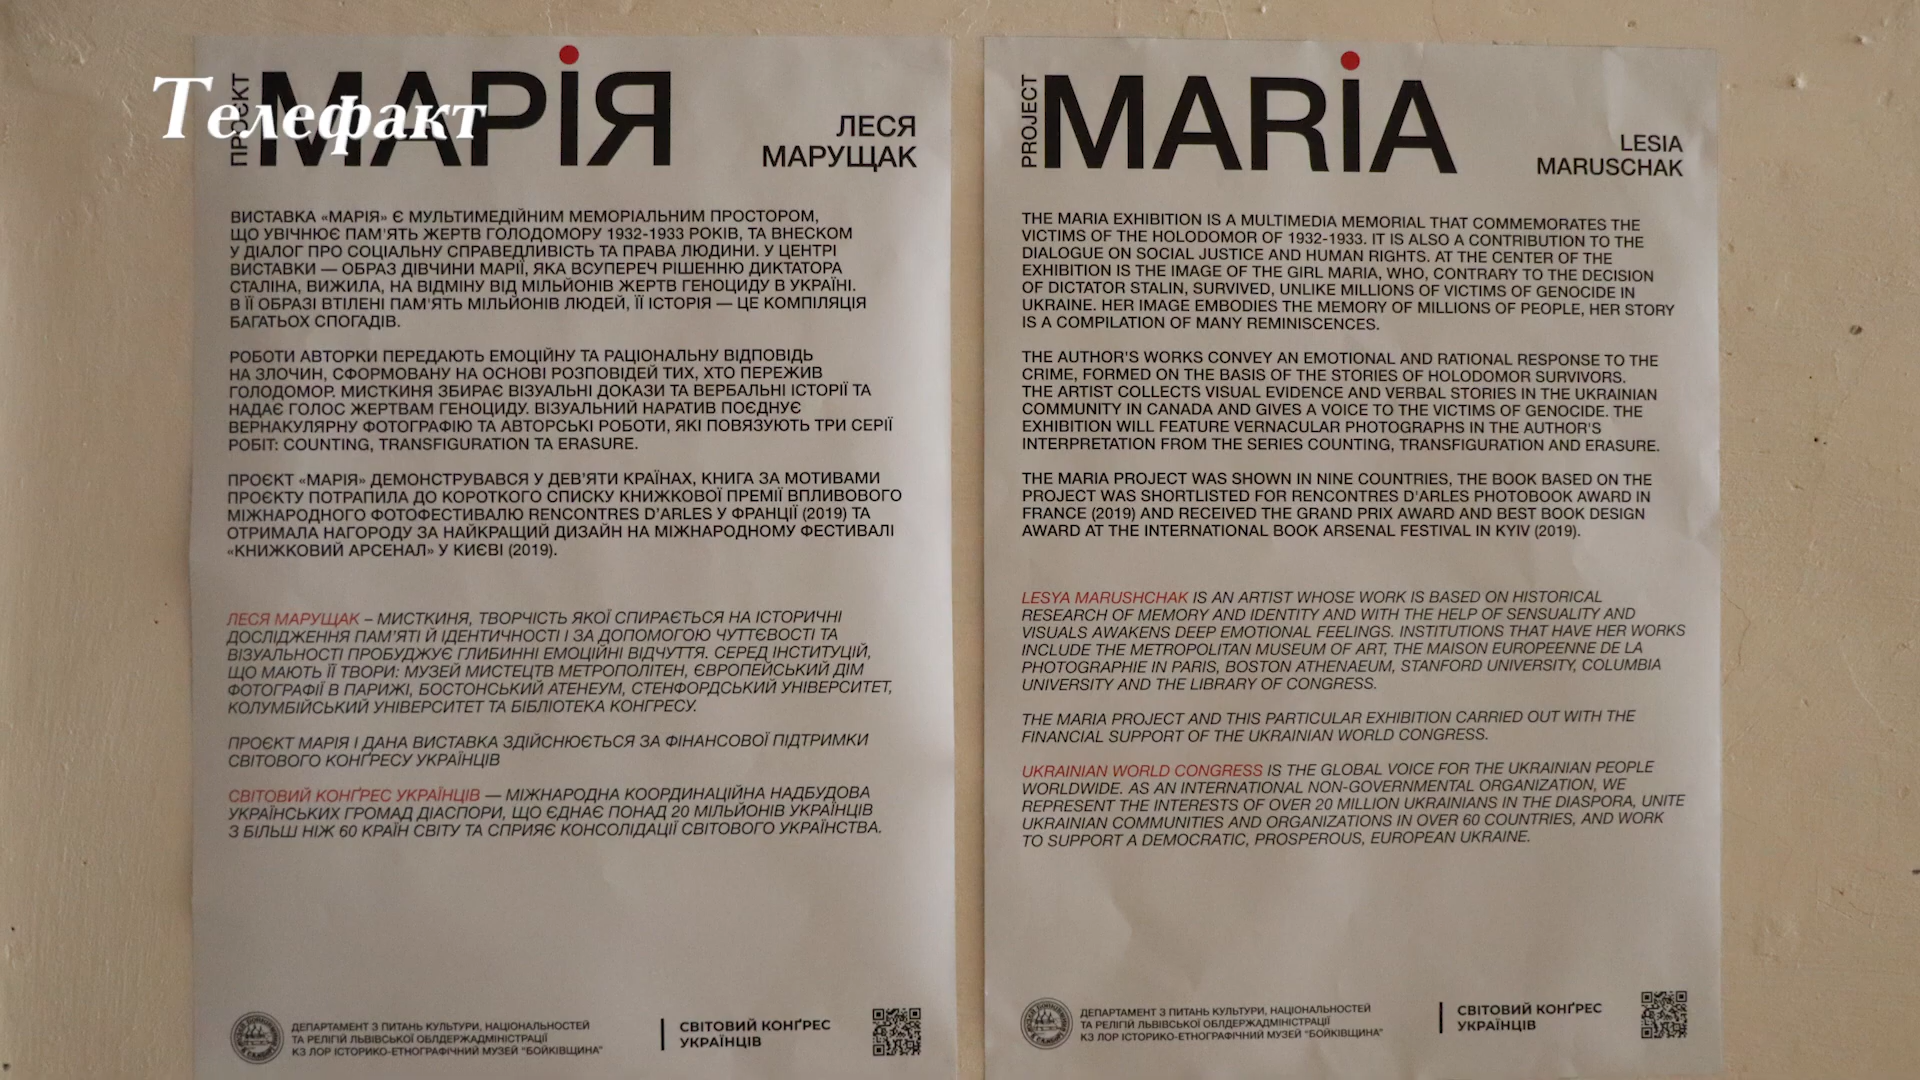 Телефакт
ПРОЄКТ
МАРІЯ
ЛЕСЯ
МАРУЩАК
ВИСТАВКА «МАРІЯ» Є МУЛЬТИМЕДІЙНИМ МЕМОРІАЛЬНИМ ПРОСТОРОМ,
ЩО УВІЧНЮЄ ПАМ'ЯТЬ ЖЕРТВ ГОЛОДОМОРУ 1932-1933 РОКІВ, ТА ВНЕСКОМ
У ДІАЛОГ ПРО СОЦІАЛЬНУ СПРАВЕДЛИВІСТЬ ТА ПРАВА ЛЮДИНИ. У ЦЕНТРІ
ВИСТАВКИ — ОБРАЗ ДІВЧИНИ МАРІЇ, ЯКА ВСУПЕРЕЧ РІШЕННЮ ДИКТАТОРА
СТАЛІНА, ВИЖИЛА, НА ВІДМІНУ ВІД МІЛЬЙОНІВ ЖЕРТВ ГЕНОЦИДУ В УКРАЇНІ.
В ЇЇ ОБРАЗІ ВТІЛЕНІ ПАМ'ЯТЬ МІЛЬЙОНІВ ЛЮДЕЙ, ЇЇ ІСТОРІЯ — ЦЕ КОМПІЛЯЦІЯ
БАГАТЬОХ СПОГАДІВ.
РОБОТИ АВТОРКИ ПЕРЕДАЮТЬ ЕМОЦІЙНУ ТА РАЦІОНАЛЬНУ ВІДПОВІДЬ
НА ЗЛОЧИН, СФОРМОВАНУ НА ОСНОВІ РОЗПОВІДЕЙ ТИХ, ХТО ПЕРЕЖИВ
ГОЛОДОМОР. МИСТКИНЯ ЗБИРАЄ ВІЗУАЛЬНІ ДОКАЗИ ТА ВЕРБАЛЬНІ ІСТОРІЇ ТА
НАДАЄ ГОЛОС ЖЕРТВАМ ГЕНОЦИДУ. ВІЗУАЛЬНИЙ НАРАТИВ ПОЄДНУЄ
ВЕРНАКУЛЯРНУ ФОТОГРАФІЮ ТА АВТОРСЬКІ РОБОТИ, ЯКІ ПОВЯЗУЮТЬ ТРИ СЕРІЇ
РОБІТ: COUNTING, TRANSFIGURATION ТА ERASURE.
ПРОЄКТ «МАРІЯ» ДЕМОНСТРУВАВСЯ У ДЕВ'ЯТИ КРАЇНАХ, КНИГА ЗА МОТИВАМИ
ПРОЄКТУ ПОТРАПИЛА ДО КОРОТКОГО СПИСКУ КНИЖКОВОЇ ПРЕМІЇ ВПЛИВОВОГО
МІЖНАРОДНОГО ФОТОФЕСТИВАЛЮ RENCONTRES D'ARLES У ФРАНЦІЇ (2019) ТА
ОТРИМАЛА НАГОРОДУ ЗА НАЙКРАЩИЙ ДИЗАЙН НА МІЖНАРОДНОМУ ФЕСТИВАЛІ
«КНИЖКОВИЙ АРСЕНАЛ» У КИЄВІ (2019).
ЛЕСЯ МАРУЩАК – МИСТКИНЯ, ТВОРЧІСТЬ ЯКОЇ СПИРАЄТЬСЯ НА ІСТОРИЧНІ
ДОСЛІДЖЕННЯ ПАМ'ЯТІ Й ІДЕНТИЧНОСТІ І ЗА ДОПОМОГОЮ ЧУТТЄВОСТІ ТА
ВІЗУАЛЬНОСТІ ПРОБУДЖУЄ ГЛИБИННІ ЕМОЦІЙНІ ВІДЧУТТЯ. СЕРЕД ІНСТИТУЦІЙ,
ЩО МАЮТЬ ЇЇ ТВОРИ: МУЗЕЙ МИСТЕЦТВ МЕТРОПОЛІТЕН, ЄВРОПЕЙСЬКИЙ ДІМ
ФОТОГРАФІЇ В ПАРИЖІ, БОСТОНСЬКИЙ АТЕНЕУМ, СТЕНФОРДСЬКИЙ УНІВЕРСИТЕТ,
КОЛУМБІЙСЬКИЙ УНІВЕРСИТЕТ ТА БІБЛІОТЕКА КОНГРЕСУ.
ПРОЄКТ МАРІЯ І ДАНА ВИСТАВКА ЗДІЙСНЮЄТЬСЯ ЗА ФІНАНСОВОЇ ПІДТРИМКИ
СВІТОВОГО КОНҐРЕСУ УКРАЇНЦІВ
СВІТОВИЙ КОНҐРЕС УКРАЇНЦІВ — МІЖНАРОДНА КООРДИНАЦІЙНА НАДБУДОВА
УКРАЇНСЬКИХ ГРОМАД ДІАСПОРИ, ЩО ЄДНАЄ ПОНАД 20 МІЛЬЙОНІВ УКРАЇНЦІВ
З БІЛЬШ НІЖ 60 КРАЇН СВІТУ ТА СПРИЯЄ КОНСОЛІДАЦІЇ СВІТОВОГО УКРАЇНСТВА.
ДЕПАРТАМЕНТ З ПИТАНЬ КУЛЬТУРИ, НАЦІОНАЛЬНОСТЕЙ
ТА РЕЛІГІЙ ЛЬВІВСЬКОЇ ОБЛДЕРЖАДМІНІСТРАЦІЇ
КЗ ЛОР ІСТОРИКО-ЕТНОГРАФІЧНИЙ МУЗЕЙ "БОЙКІВЩИНА"
СВІТОВИЙ КОНҐРЕС
УКРАЇНЦІВ
PROJECT
MARIA
LESIA
MARUSCHAK
THE MARIA EXHIBITION IS A MULTIMEDIA MEMORIAL THAT COMMEMORATES THE
VICTIMS OF THE HOLODOMOR OF 1932-1933. IT IS ALSO A CONTRIBUTION TO THE
DIALOGUE ON SOCIAL JUSTICE AND HUMAN RIGHTS. AT THE CENTER OF THE
EXHIBITION IS THE IMAGE OF THE GIRL MARIA, WHO, CONTRARY TO THE DECISION
OF DICTATOR STALIN, SURVIVED, UNLIKE MILLIONS OF VICTIMS OF GENOCIDE IN
UKRAINE. HER IMAGE EMBODIES THE MEMORY OF MILLIONS OF PEOPLE, HER STORY
IS A COMPILATION OF MANY REMINISCENCES.
THE AUTHOR'S WORKS CONVEY AN EMOTIONAL AND RATIONAL RESPONSE TO THE
CRIME, FORMED ON THE BASIS OF THE STORIES OF HOLODOMOR SURVIVORS.
THE ARTIST COLLECTS VISUAL EVIDENCE AND VERBAL STORIES IN THE UKRAINIAN
COMMUNITY IN CANADA AND GIVES A VOICE TO THE VICTIMS OF GENOCIDE. THE
EXHIBITION WILL FEATURE VERNACULAR PHOTOGRAPHS IN THE AUTHOR'S
INTERPRETATION FROM THE SERIES COUNTING, TRANSFIGURATION AND ERASURE.
THE MARIA PROJECT WAS SHOWN IN NINE COUNTRIES, THE BOOK BASED ON THE
PROJECT WAS SHORTLISTED FOR RENCONTRES D'ARLES PHOTOBOOK AWARD IN
FRANCE (2019) AND RECEIVED THE GRAND PRIX AWARD AND BEST BOOK DESIGN
AWARD AT THE INTERNATIONAL BOOK ARSENAL FESTIVAL IN KYIV (2019).
LESYA MARUSHCHAK IS AN ARTIST WHOSE WORK IS BASED ON HISTORICAL
RESEARCH OF MEMORY AND IDENTITY AND WITH THE HELP OF SENSUALITY AND
VISUALS AWAKENS DEEP EMOTIONAL FEELINGS. INSTITUTIONS THAT HAVE HER WORKS
INCLUDE THE METROPOLITAN MUSEUM OF ART, THE MAISON EUROPEENNE DE LA
PHOTOGRAPHIE IN PARIS, BOSTON ATHENAEUM, STANFORD UNIVERSITY, COLUMBIA
UNIVERSITY AND THE LIBRARY OF CONGRESS.
THE MARIA PROJECT AND THIS PARTICULAR EXHIBITION CARRIED OUT WITH THE
FINANCIAL SUPPORT OF THE UKRAINIAN WORLD CONGRESS.
UKRAINIAN WORLD CONGRESS IS THE GLOBAL VOICE FOR THE UKRAINIAN PEOPLE
WORLDWIDE. AS AN INTERNATIONAL NON-GOVERNMENTAL ORGANIZATION, WE
REPRESENT THE INTERESTS OF OVER 20 MILLION UKRAINIANS IN THE DIASPORA, UNITE
UKRAINIAN COMMUNITIES AND ORGANIZATIONS IN OVER 60 COUNTRIES, AND WORK
TO SUPPORT A DEMOCRATIC, PROSPEROUS, EUROPEAN UKRAINE.
ДЕПАРТАМЕНТ З ПИТАНЬ КУЛЬТУРИ, НАЦІОНАЛЬНОСТЕЙ
ТА РЕЛІГІЙ ЛЬВІВСЬКОЇ ОБЛДЕРЖАДМІНІСТРАЦІЇ
КЗ ЛОР ІСТОРИКО-ЕТНОГРАФІЧНИЙ МУЗЕЙ "БОЙКІВЩИНА"
СВІТОВИЙ КОНҐРЕС
УКРАЇНЦІВ